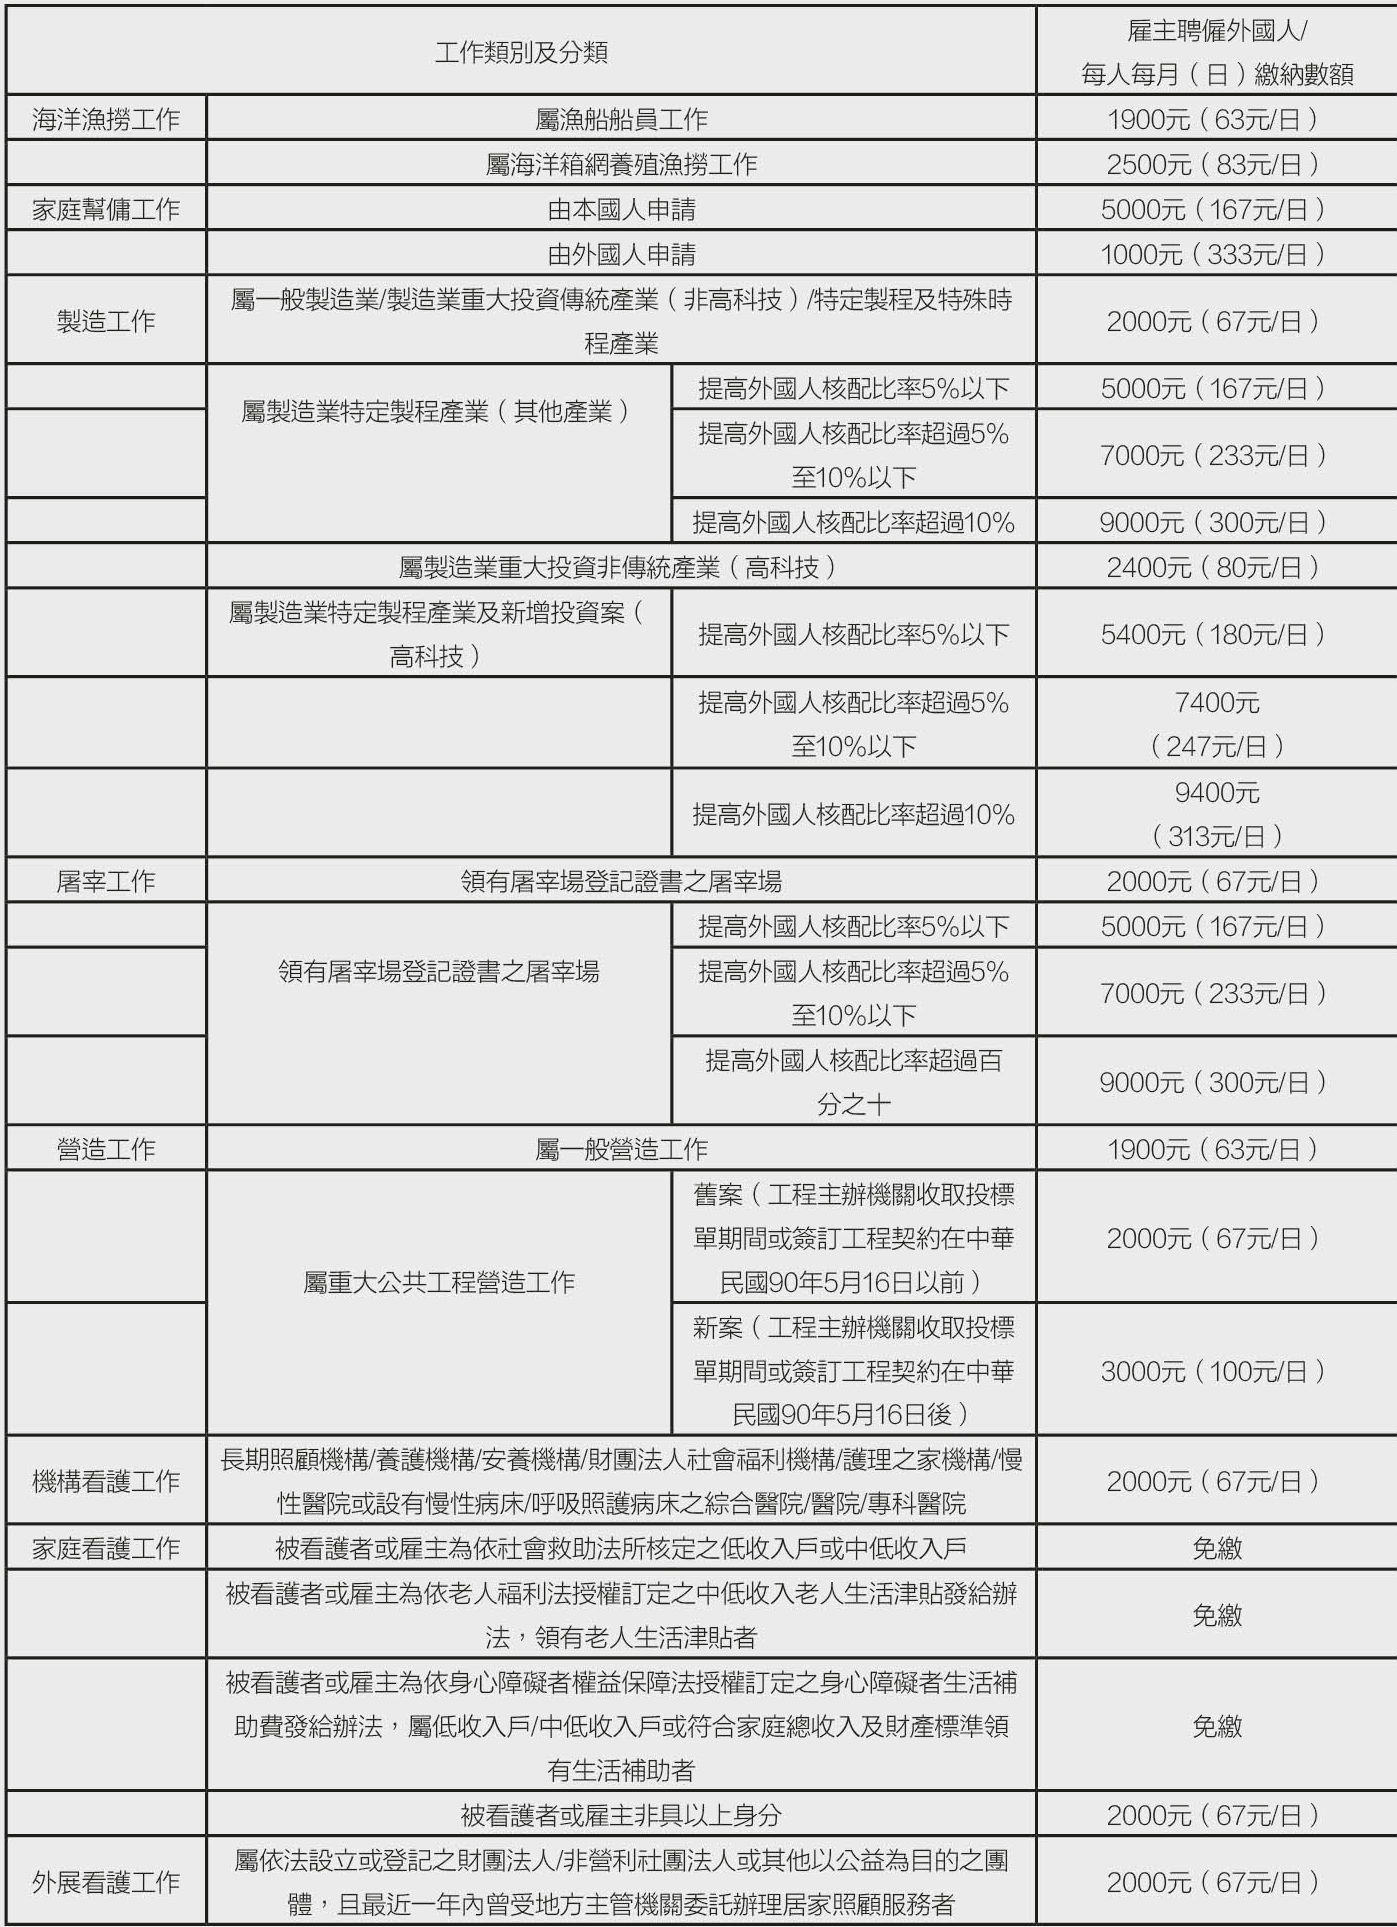 工作類別及分類
雇主聘僱外國人/
每人每月（日）繳納數額
海洋漁撈工作
屬漁船船員工作
1900元（63元/日）
屬海洋箱網養殖漁撈工作
2500元（83元/日）
家庭幫傭工作
由本國人申請
5000元（167元/日）
由外國人申請
1000元（333元/日）
製造工作
屬一般製造業/製造業重大投資傳統產業（非高科技）/特定製程及特殊時
程產業
2000元（67元/日）
屬製造業特定製程產業（其他產業）
提高外國人核配比率5%以下
5000元（167元/日）
提高外國人核配比率超過5%
至10%以下
7000元（233元/日）
提高外國人核配比率超過10%
9000元（300元/日）
屬製造業重大投資非傳統產業（高科技）
2400元（80元/日）
屬製造業特定製程產業及新增投資案（
高科技）
提高外國人核配比率5%以下
5400元（180元/日）
提高外國人核配比率超過5%
至10%以下
7400元
（247元/日）
提高外國人核配比率超過10%
9400元
（313元/日）
屠宰工作
領有屠宰場登記證書之屠宰場
2000元（67元/日）
領有屠宰場登記證書之屠宰場
提高外國人核配比率5%以下
5000元（167元/日）
提高外國人核配比率超過5%
至10%以下
7000元（233元/日）
提高外國人核配比率超過百
分之十
9000元（300元/日）
營造工作
屬一般營造工作
1900元（63元/日）
屬重大公共工程營造工作
舊案（工程主辦機關收取投標
單期間或簽訂工程契約在中華
民國90年5月16日以前）
2000元（67元/日）
新案（工程主辦機關收取投標
單期間或簽訂工程契約在中華
民國90年5月16日後）
3000元（100元/日）
機構看護工作
長期照顧機構/養護機構/安養機構/財團法人社會福利機構/護理之家機構/慢
性醫院或設有慢性病床/呼吸照護病床之綜合醫院/醫院/專科醫院
2000元（67元/日）
家庭看護工作
被看護者或雇主為依社會救助法所核定之低收入戶或中低收入戶
免繳
被看護者或雇主為依老人福利法授權訂定之中低收入老人生活津貼發給辦
法，領有老人生活津貼者
免繳
被看護者或雇主為依身心障礙者權益保障法授權訂定之身心障礙者生活補
助費發給辦法，屬低收入戶/中低收入戶或符合家庭總收入及財產標準領
有生活補助者
免繳
被看護者或雇主非具以上身分
2000元（67元/日）
外展看護工作
屬依法設立或登記之財團法人/非營利社團法人或其他以公益為目的之團
體，且最近一年內曾受地方主管機關委託辦理居家照顧服務者
2000元（67元/日）